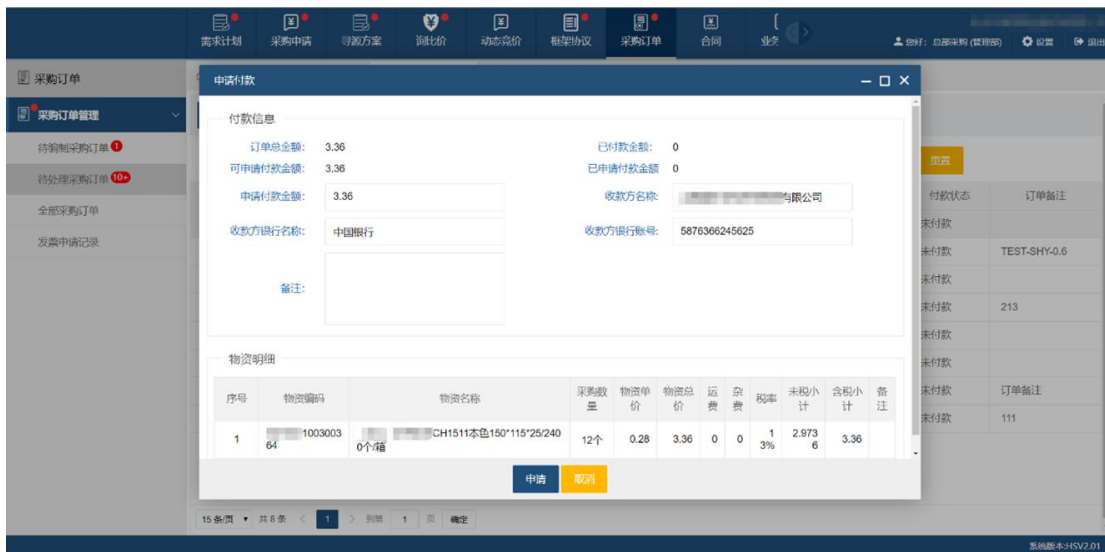 需求计划 采购申请 寻源方案 询比价 动态竞价 框架协议 采购订单 合同 业务
您好：总部采购 (管理部) 设置 退出
采购订单
采购订单管理
待编制采购订单 1
待处理采购订单 10+
全部采购订单
发票申请记录
申请付款
付款信息
订单总金额： 3.36 已付款金额： 0
可申请付款金额： 3.36 已申请付款金额 0
申请付款金额： 3.36 收款方名称： 有限公司
收款方银行名称： 中国银行 收款方银行账号： 5876366245625
备注：
物资明细
序号 物资编码 物资名称 采购数量 物资单价 物资总价 运费 杂费 税率 未税小计 含税小计 备注
1 100300364 CH1511本色150*115*25/2400个/箱 12个 0.28 3.36 0 0 13% 2.9736 3.36
申请 取消
重置
付款状态 订单备注
未付款
未付款 TEST-SHY-0.6
未付款
未付款 213
未付款
未付款
未付款 订单备注
未付款 111
15 条/页 共 8 条 1 到第 1 页 确定
系统版本:HSV2.01